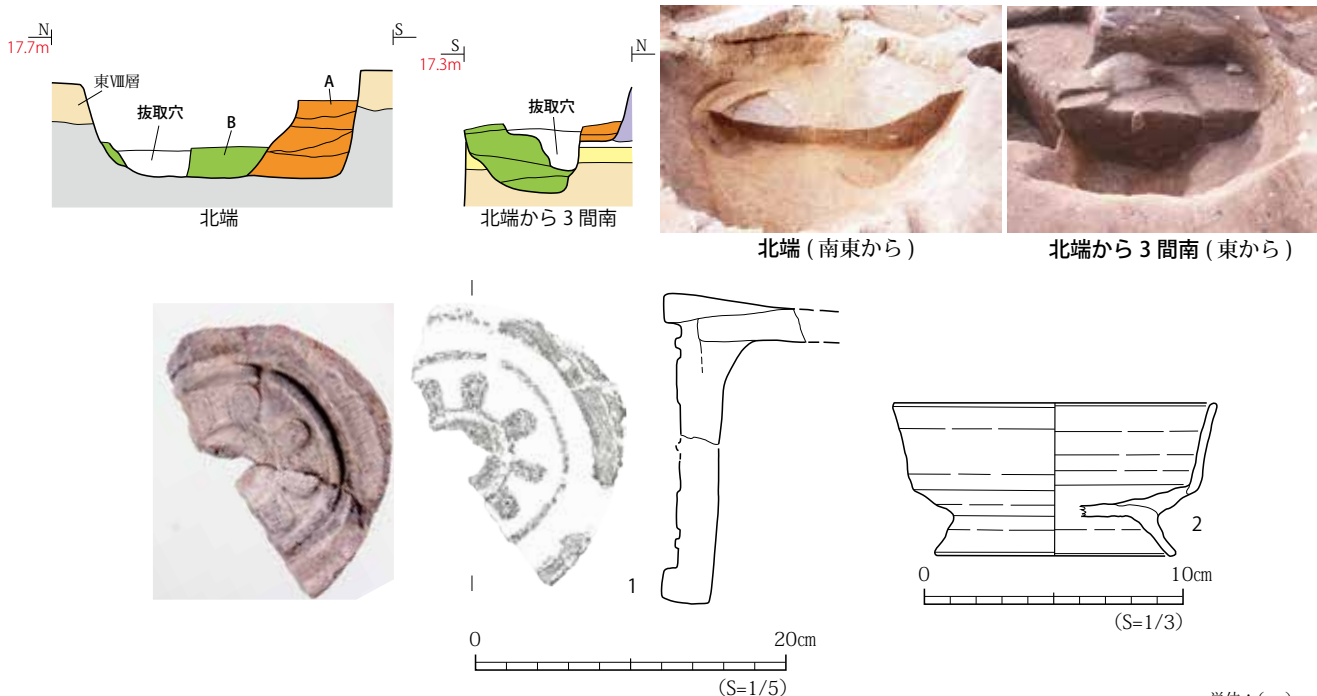 N
17.7m
S
東Ⅷ層
抜取穴
B
A
北端
S
17.3m
N
抜取穴
北端から3間南
北端(南東から)
北端から3間南(東から)
1
0
20cm
(S=1/5)
2
0
10cm
(S=1/3)